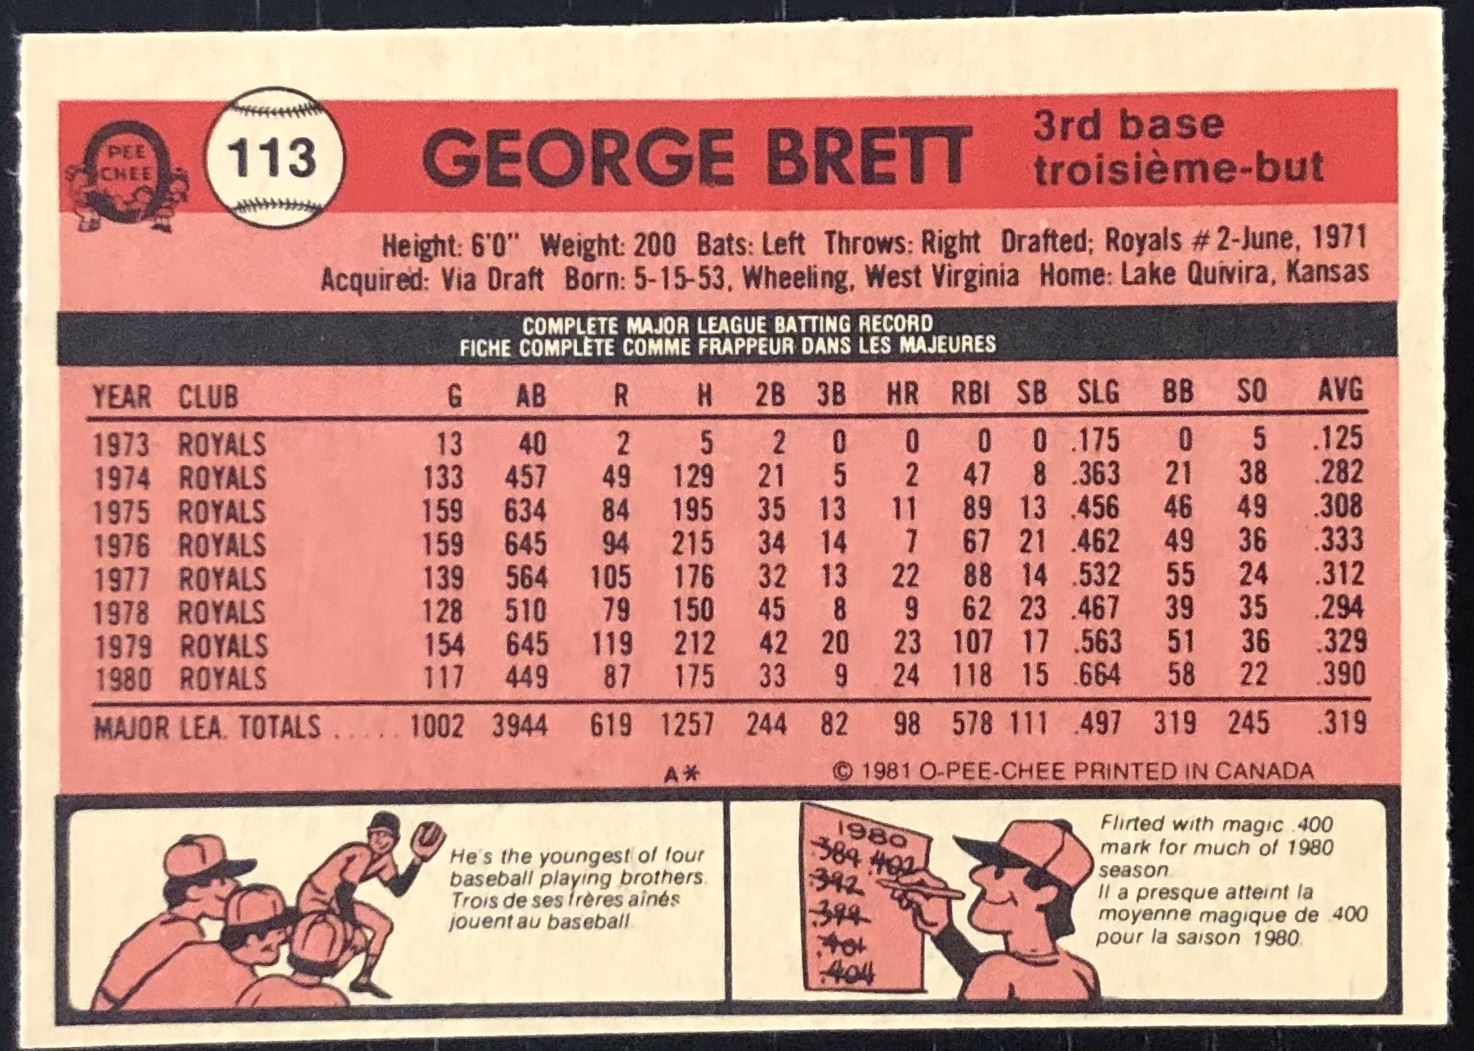 O PEE CHEE
113
GEORGE BRETT
3rd base
troisième-but
Height: 6'0" Weight: 200 Bats: Left Throws: Right Drafted: Royals #2-June, 1971
Acquired: Via Draft Born: 5-15-53, Wheeling, West Virginia Home: Lake Quivira, Kansas
COMPLETE MAJOR LEAGUE BATTING RECORD
FICHE COMPLÈTE COMME FRAPPEUR DANS LES MAJEURES
YEAR CLUB G AB R H 2B 3B HR RBI SB SLG BB SO AVG
1973 ROYALS 13 40 2 5 2 0 0 0 0 .175 0 5 .125
1974 ROYALS 133 457 49 129 21 5 2 47 8 .363 21 38 .282
1975 ROYALS 159 634 84 195 35 13 11 89 13 .456 46 49 .308
1976 ROYALS 159 645 94 215 34 14 7 67 21 .462 49 36 .333
1977 ROYALS 139 564 105 176 32 13 22 88 14 .532 55 24 .312
1978 ROYALS 128 510 79 150 45 8 9 62 23 .467 39 35 .294
1979 ROYALS 154 645 119 212 42 20 23 107 17 .563 51 36 .329
1980 ROYALS 117 449 87 175 33 9 24 118 15 .664 58 22 .390
MAJOR LEA. TOTALS ..... 1002 3944 619 1257 244 82 98 578 111 .497 319 245 .319
A* © 1981 O-PEE-CHEE PRINTED IN CANADA
He's the youngest of four
baseball playing brothers.
Trois de ses frères aînés
jouent au baseball.
1980
.389 .402
.392
.399
.401
.404
Flirted with magic .400
mark for much of 1980
season.
Il a presque atteint la
moyenne magique de .400
pour la saison 1980.